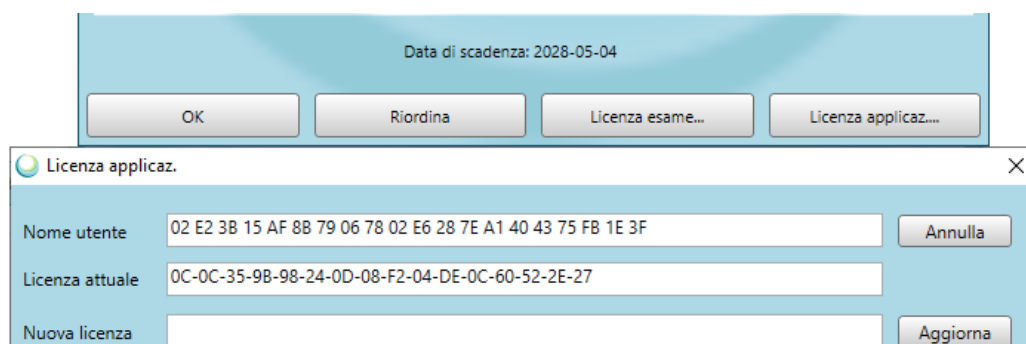 Data di scadenza: 2028-05-04
OK Riordina Licenza esame... Licenza applicaz....
Licenza applicaz.
Nome utente 02 E2 3B 15 AF 8B 79 06 78 02 E6 28 7E A1 40 43 75 FB 1E 3F Annulla
Licenza attuale 0C-0C-35-9B-98-24-0D-08-F2-04-DE-0C-60-52-2E-27
Nuova licenza Aggiorna